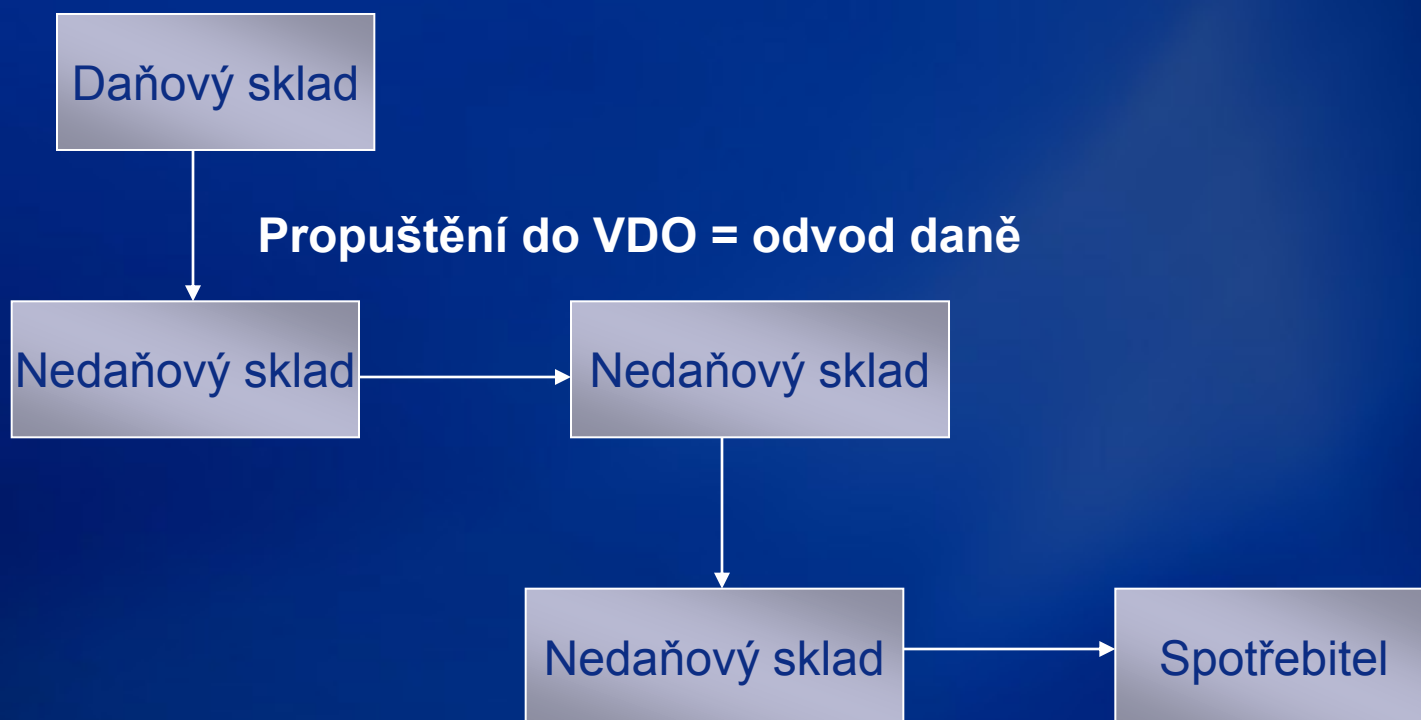 Daňový sklad
Propuštění do VDO = odvod daně
Nedaňový sklad
Nedaňový sklad
Nedaňový sklad
Spotřebitel